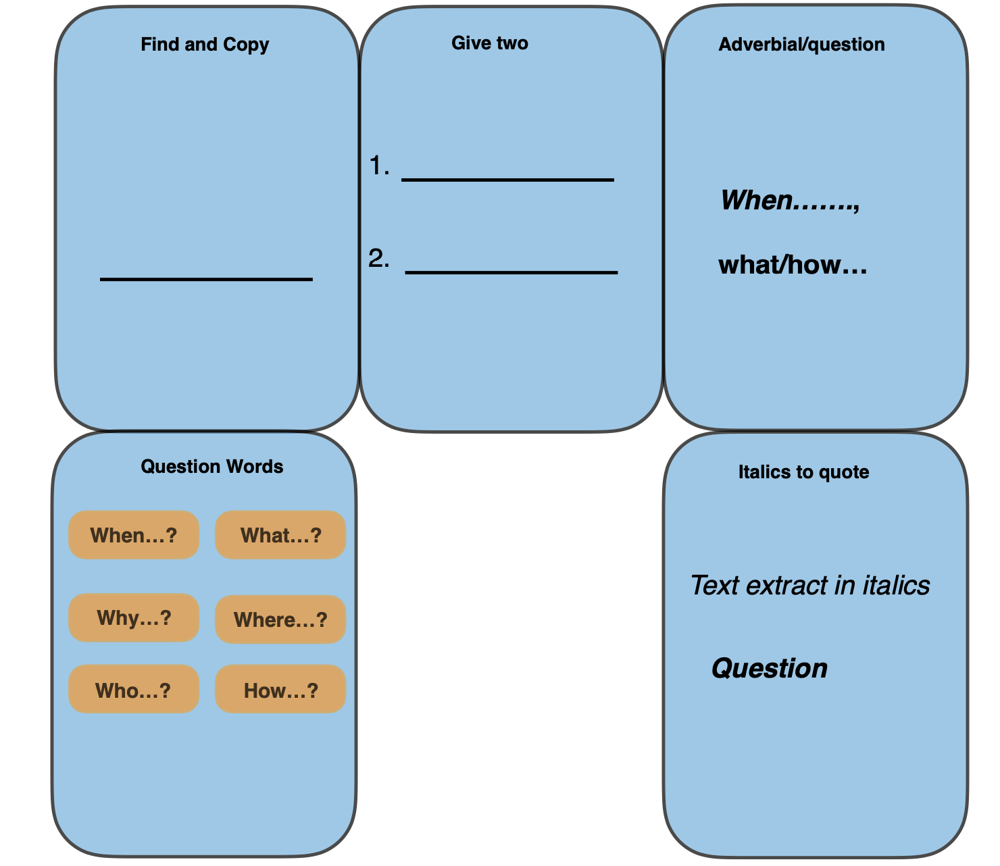 Find and Copy
Give two
1.
2.
Adverbial/question
When.......,
what/how...
Question Words
When...?
What...?
Why...?
Where...?
Who...?
How...?
Italics to quote
Text extract in italics
Question